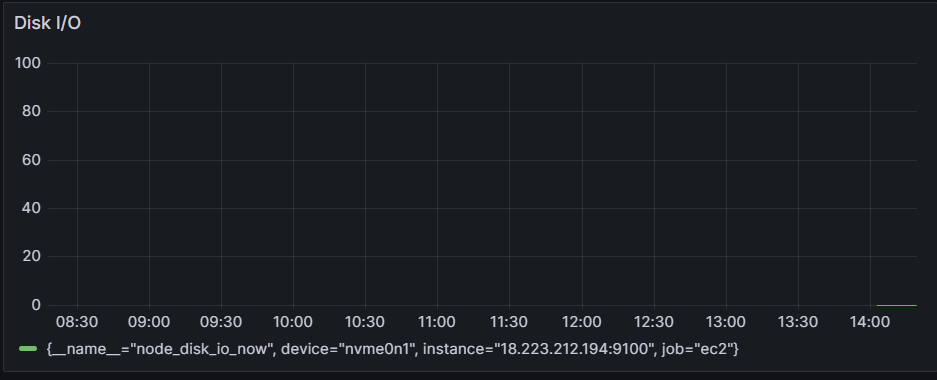 Disk I/O
100
80
60
40
20
0
08:30 09:00 09:30 10:00 10:30 11:00 11:30 12:00 12:30 13:00 13:30 14:00
{__name__="node_disk_io_now", device="nvme0n1", instance="18.223.212.194:9100", job="ec2"}